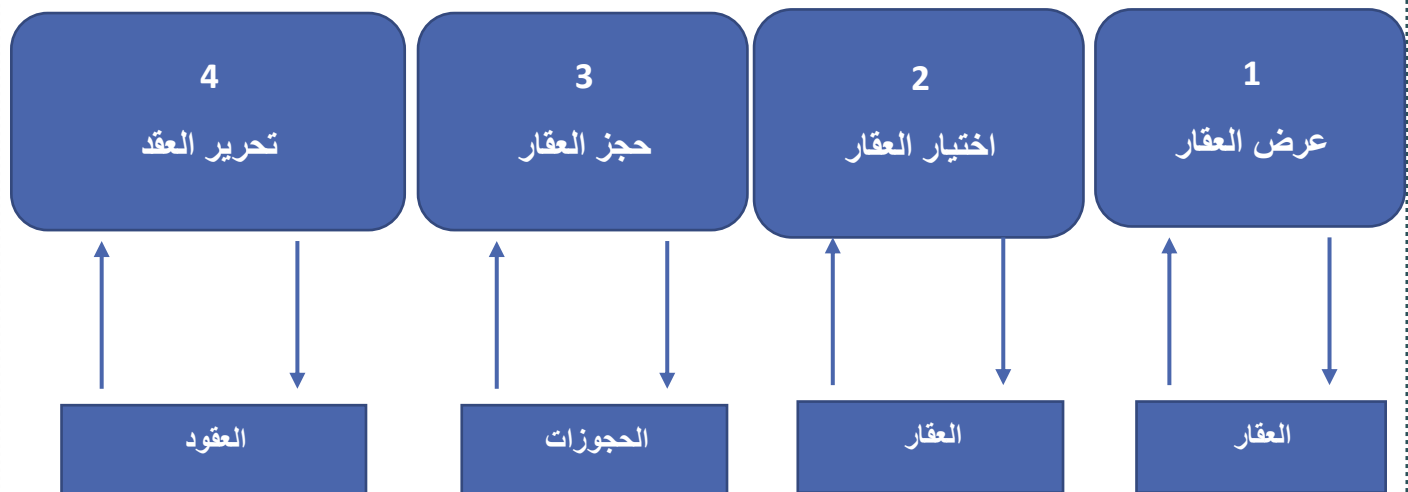 1
عرض العقار
2
اختيار العقار
3
حجز العقار
4
تحرير العقد
العقار
العقار
الحجوزات
العقود